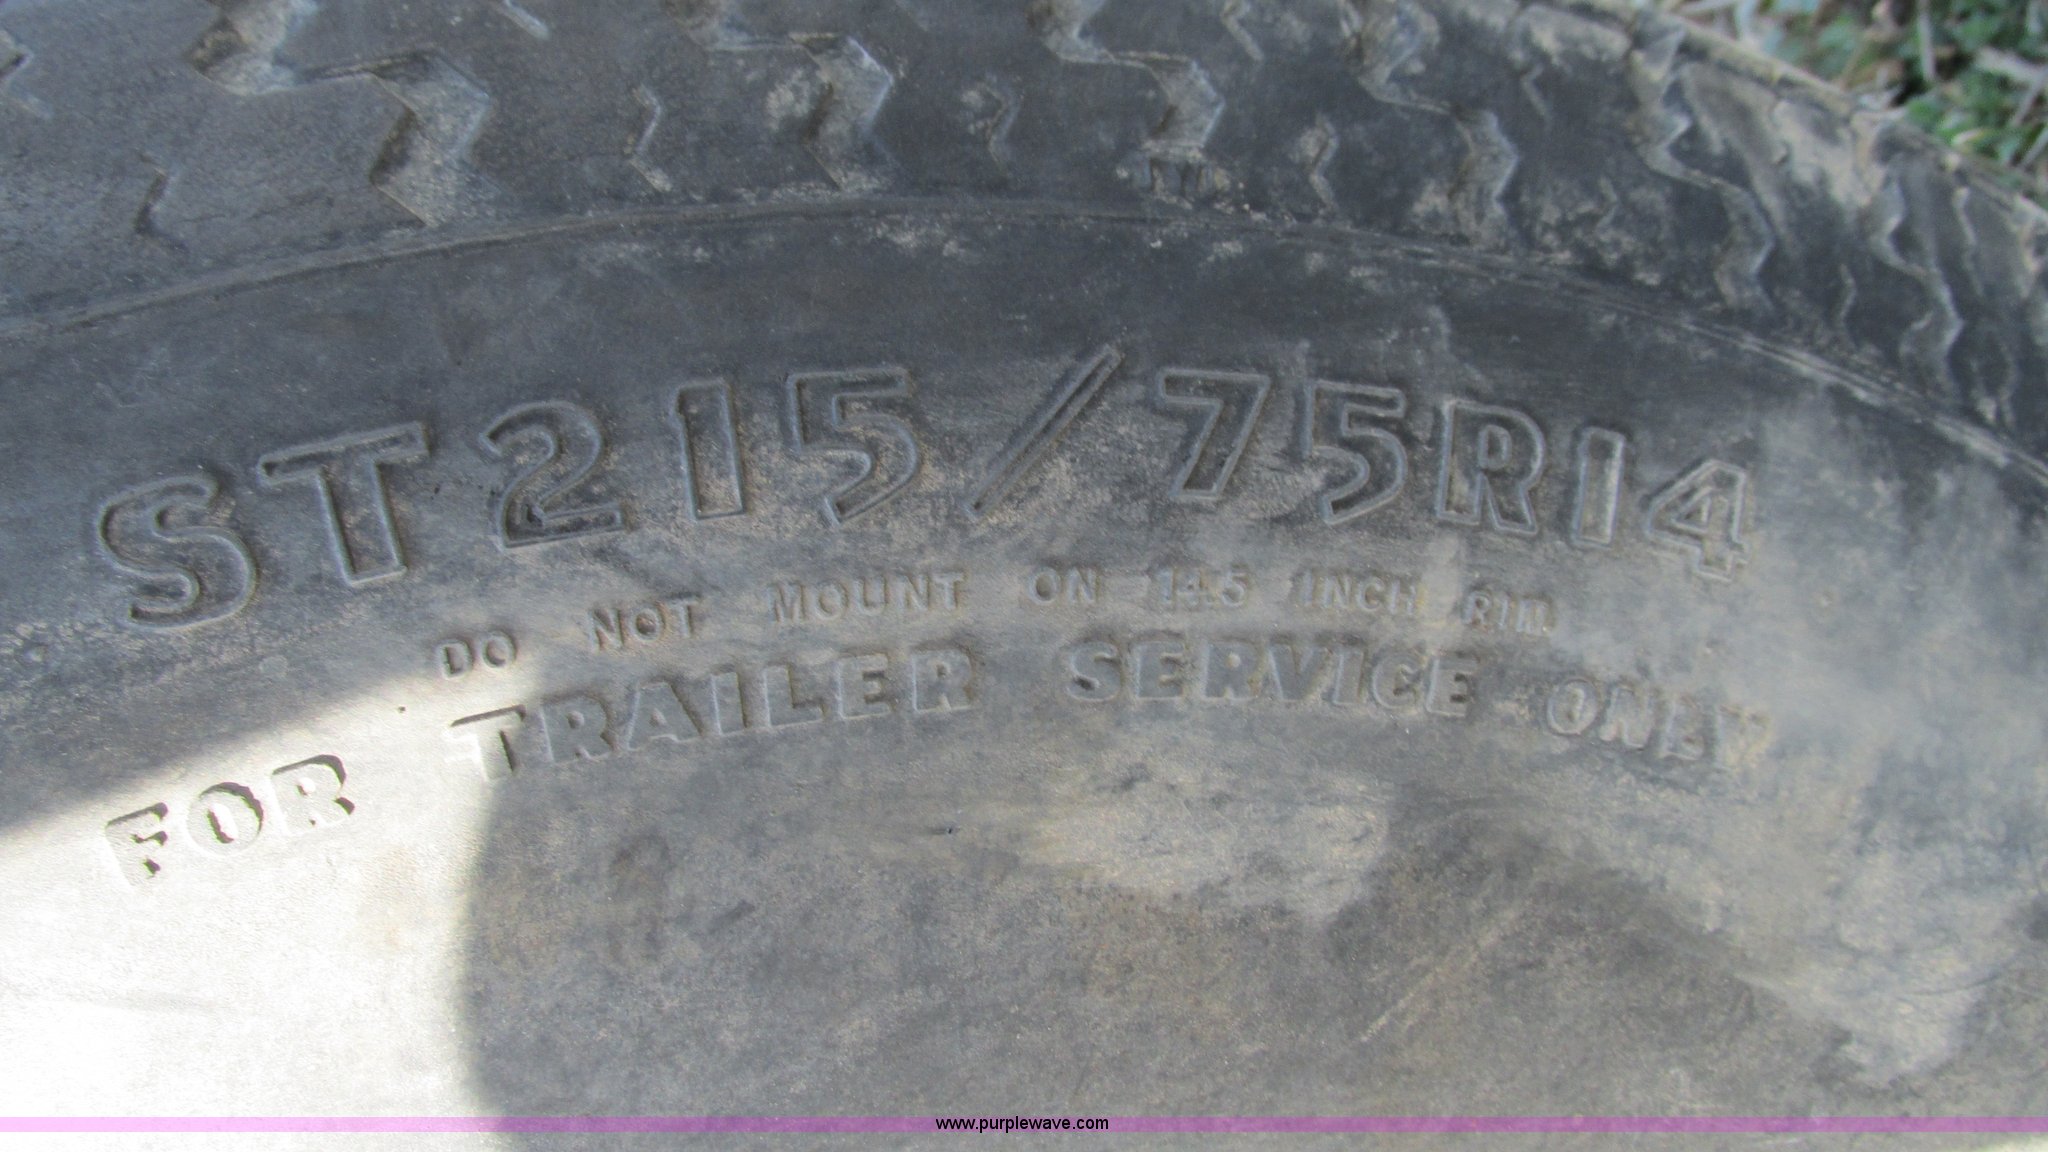 ST215/75R14
DO NOT MOUNT ON 14.5 INCH RIM.
FOR TRAILER SERVICE ONLY
www.purplewave.com